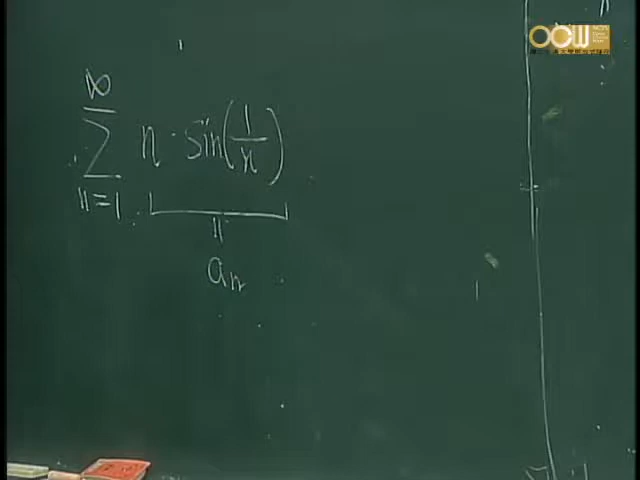 OCW
∞
∑ n · sin(1/n)
n=1
||
aₙ